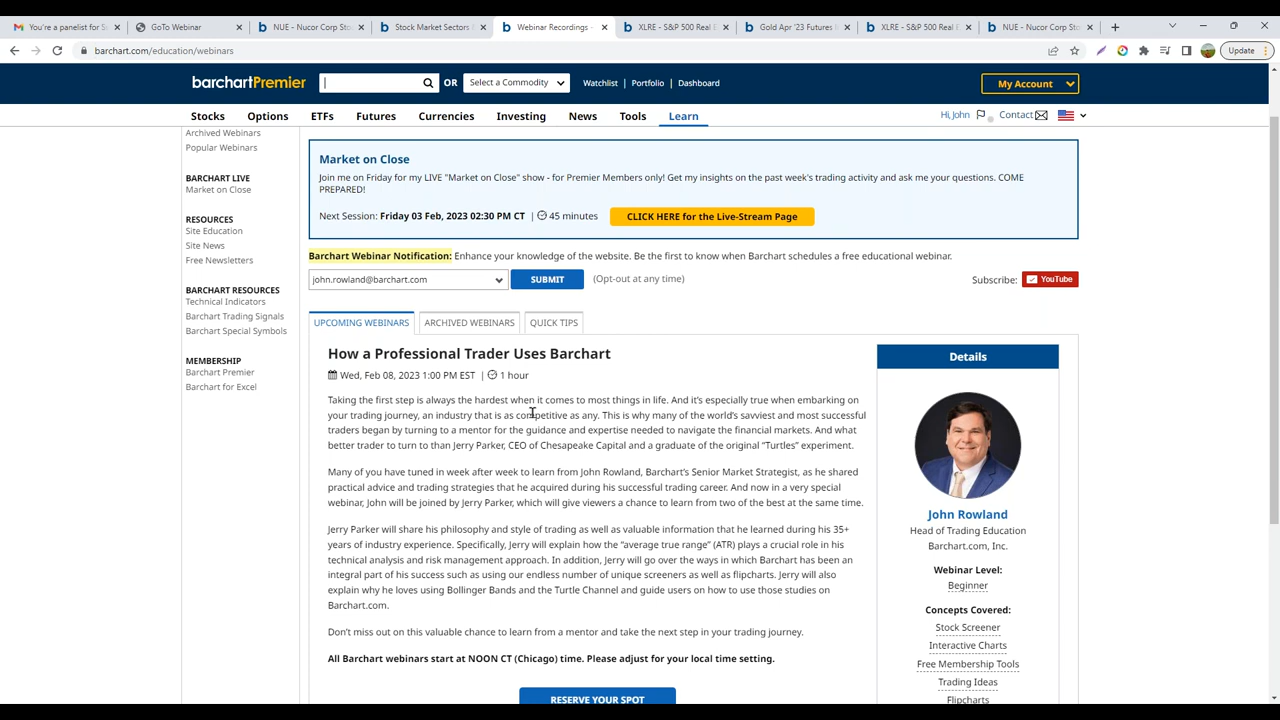 You're a panelist for S
GoTo Webinar
NUE – Nucor Corp Stoc
Stock Market Sectors
Webinar Recordings -
XLRE – S&P 500 Real E
Gold Apr '23 Futures
XLRE – S&P 500 Real E
NUE – Nucor Corp Stoc
barchart.com/education/webinars
Update
barchartPremier
OR
Select a Commodity
Watchlist | Portfolio | Dashboard
My Account
Stocks
Options
ETFs
Futures
Currencies
Investing
News
Tools
Learn
Hi, John
Contact
Archived Webinars
Popular Webinars
BARCHART LIVE
Market on Close
RESOURCES
Site Education
Site News
Free Newsletters
BARCHART RESOURCES
Technical Indicators
Barchart Trading Signals
Barchart Special Symbols
MEMBERSHIP
Barchart Premier
Barchart for Excel
Market on Close
Join me on Friday for my LIVE "Market on Close" show - for Premier Members only! Get my insights on the past week's trading activity and ask me your questions. COME
PREPARED!
Next Session: Friday 03 Feb, 2023 02:30 PM CT | 45 minutes
CLICK HERE for the Live-Stream Page
Barchart Webinar Notification: Enhance your knowledge of the website. Be the first to know when Barchart schedules a free educational webinar.
john.rowland@barchart.com
SUBMIT
(Opt-out at any time)
Subscribe:
YouTube
UPCOMING WEBINARS
ARCHIVED WEBINARS
QUICK TIPS
How a Professional Trader Uses Barchart
Wed, Feb 08, 2023 1:00 PM EST | 1 hour
Taking the first step is always the hardest when it comes to most things in life. And it's especially true when embarking on
your trading journey, an industry that is as competitive as any. This is why many of the world's savviest and most successful
traders began by turning to a mentor for the guidance and expertise needed to navigate the financial markets. And what
better trader to turn to than Jerry Parker, CEO of Chesapeake Capital and a graduate of the original "Turtles" experiment.
Many of you have tuned in week after week to learn from John Rowland, Barchart's Senior Market Strategist, as he shared
practical advice and trading strategies that he acquired during his successful trading career. And now in a very special
webinar, John will be joined by Jerry Parker, which will give viewers a chance to learn from two of the best at the same time.
Jerry Parker will share his philosophy and style of trading as well as valuable information that he learned during his 35+
years of industry experience. Specifically, Jerry will explain how the "average true range" (ATR) plays a crucial role in his
technical analysis and risk management approach. In addition, Jerry will go over the ways in which Barchart has been an
integral part of his success such as using our endless number of unique screeners as well as flipcharts. Jerry will also
explain why he loves using Bollinger Bands and the Turtle Channel and guide users on how to use those studies on
Barchart.com.
Don't miss out on this valuable chance to learn from a mentor and take the next step in your trading journey.
All Barchart webinars start at NOON CT (Chicago) time. Please adjust for your local time setting.
RESERVE YOUR SPOT
Details
John Rowland
Head of Trading Education
Barchart.com, Inc.
Webinar Level:
Beginner
Concepts Covered:
Stock Screener
Interactive Charts
Free Membership Tools
Trading Ideas
Flipcharts